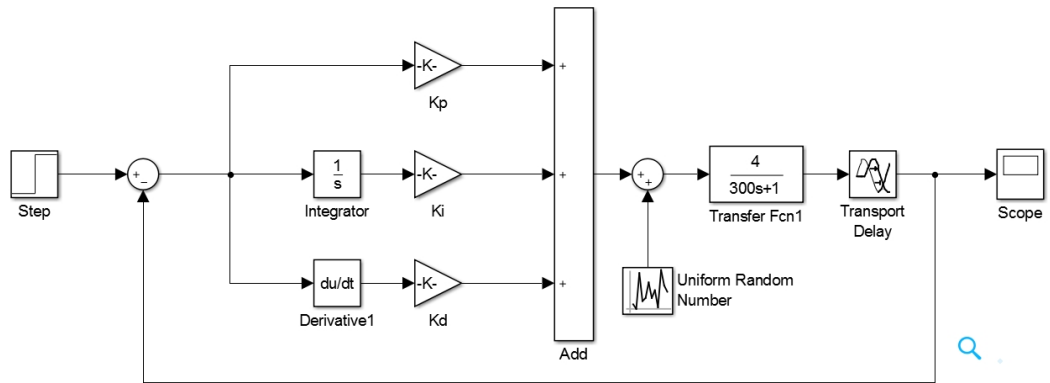 -K-
+
Kp
+
-
1
s
-K-
+
+
+
4
300s+1
Step
Integrator
Ki
Transfer Fcn1
Transport
Delay
Scope
du/dt
-K-
+
Uniform Random
Number
Derivative1
Kd
Add